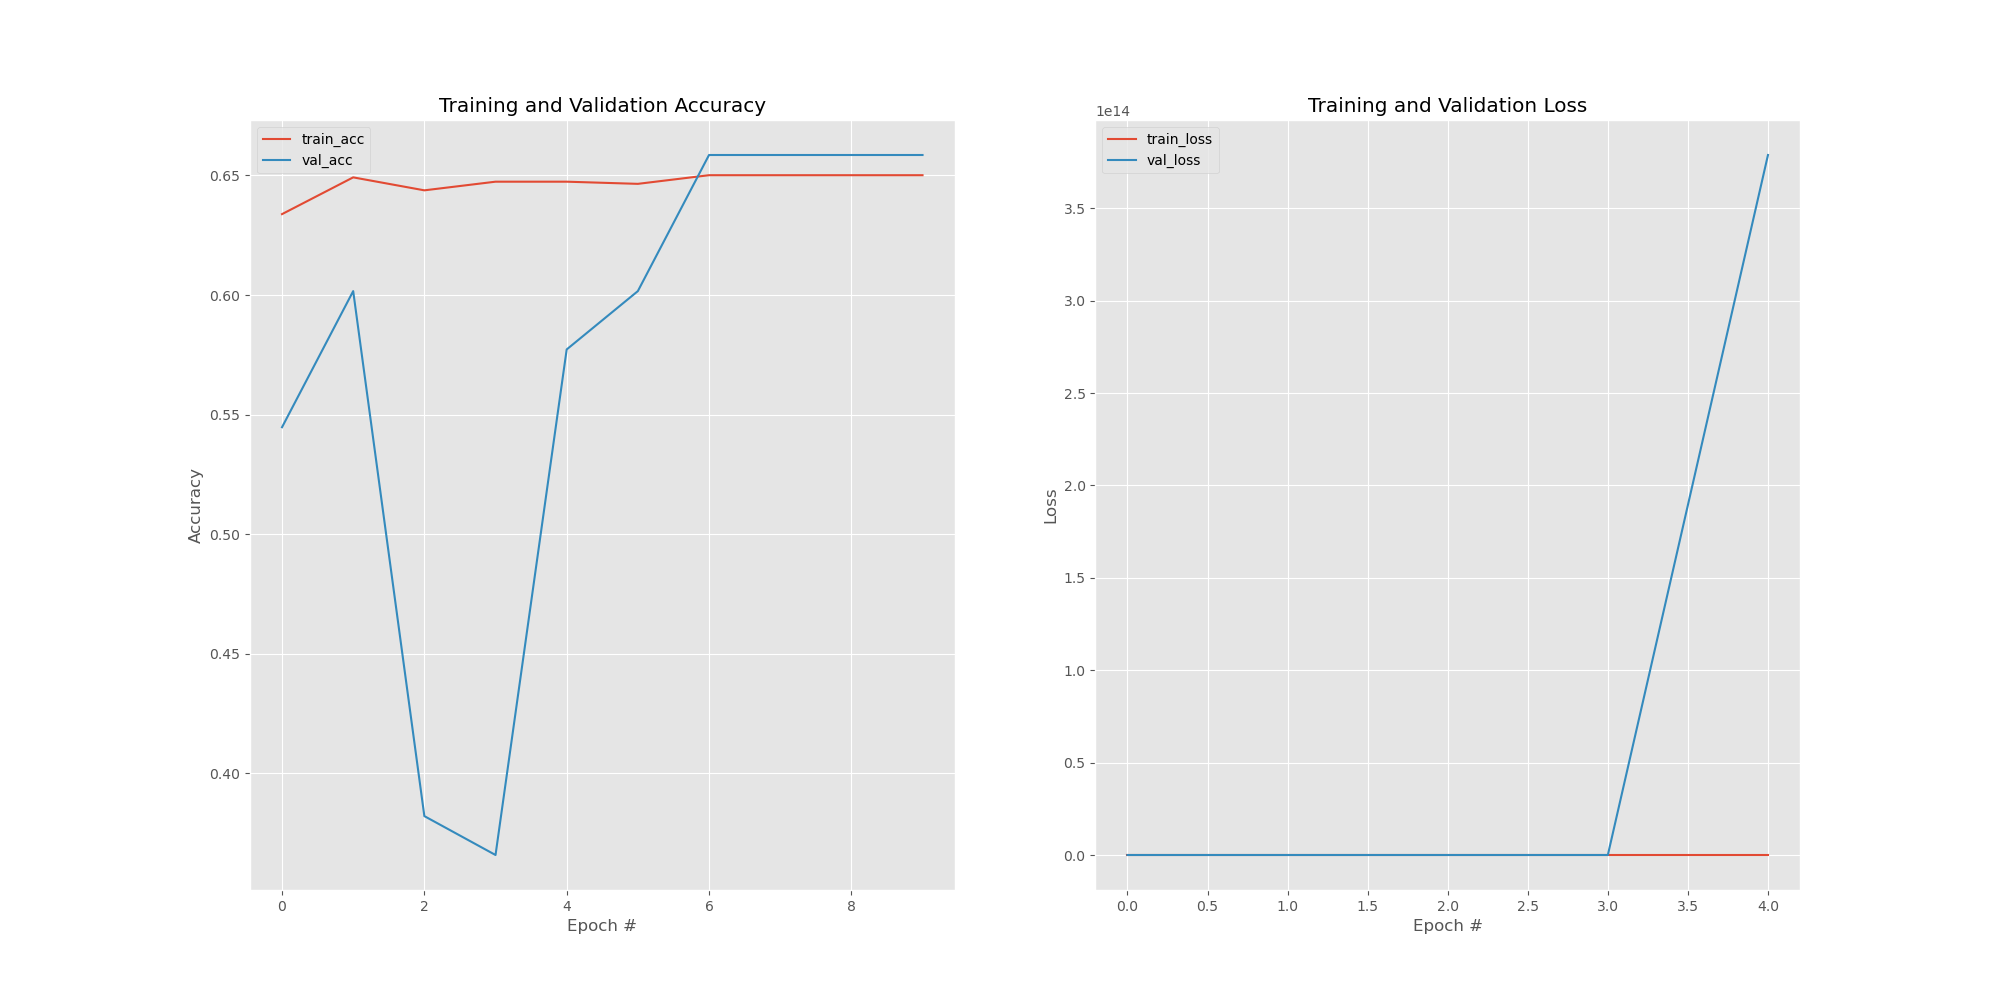 Training and Validation Accuracy
train_acc
val_acc
0.65
0.60
0.55
0.50
0.45
0.40
Accuracy
0 2 4 6 8
Epoch #
Training and Validation Loss
1e14
train_loss
val_loss
3.5
3.0
2.5
2.0
1.5
1.0
0.5
0.0
Loss
0.0 0.5 1.0 1.5 2.0 2.5 3.0 3.5 4.0
Epoch #